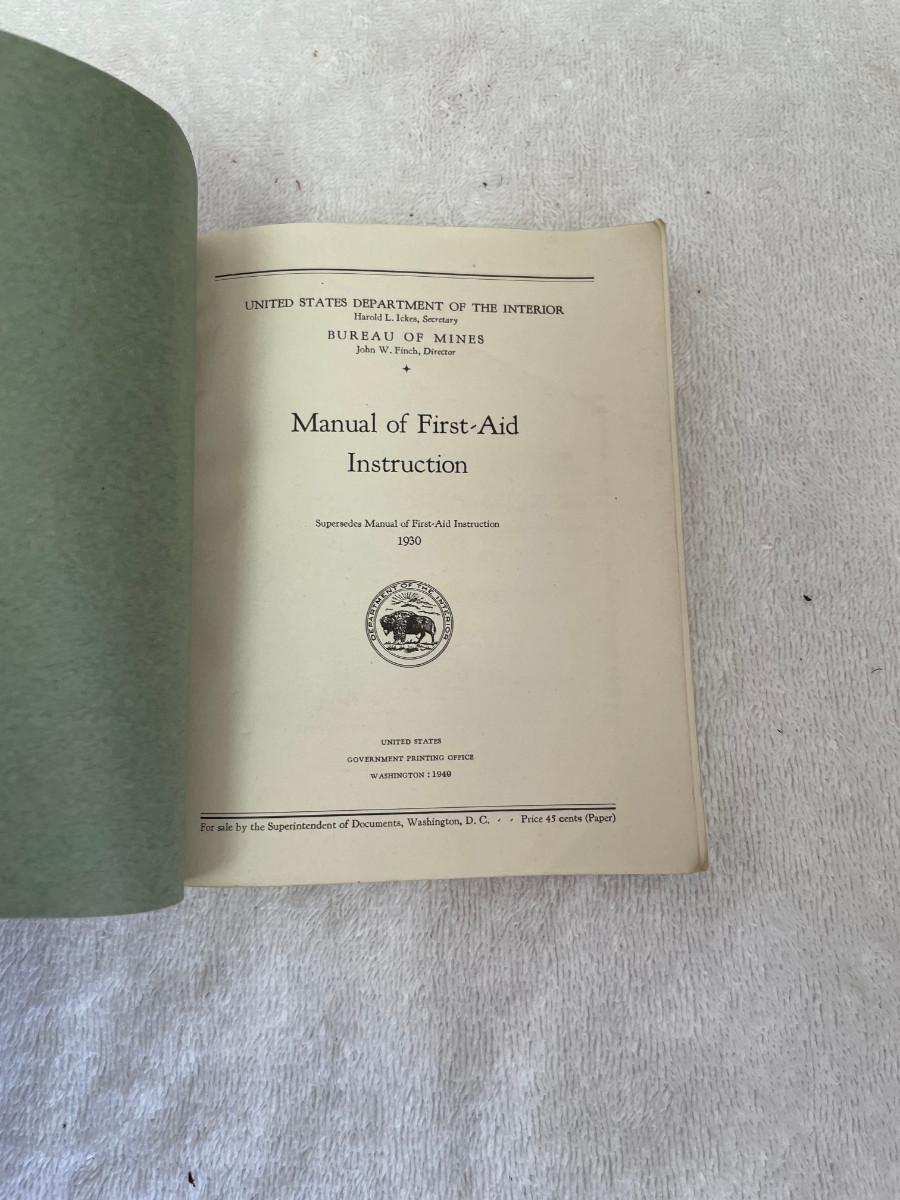 UNITED STATES DEPARTMENT OF THE INTERIOR
Harold L. Ickes, Secretary
BUREAU OF MINES
John W. Finch, Director
Manual of First-Aid
Instruction
Supersedes Manual of First-Aid Instruction
1930
DEPARTMENT OF THE INTERIOR
UNITED STATES
GOVERNMENT PRINTING OFFICE
WASHINGTON : 1940
For sale by the Superintendent of Documents, Washington, D. C. - - Price 45 cents (Paper)